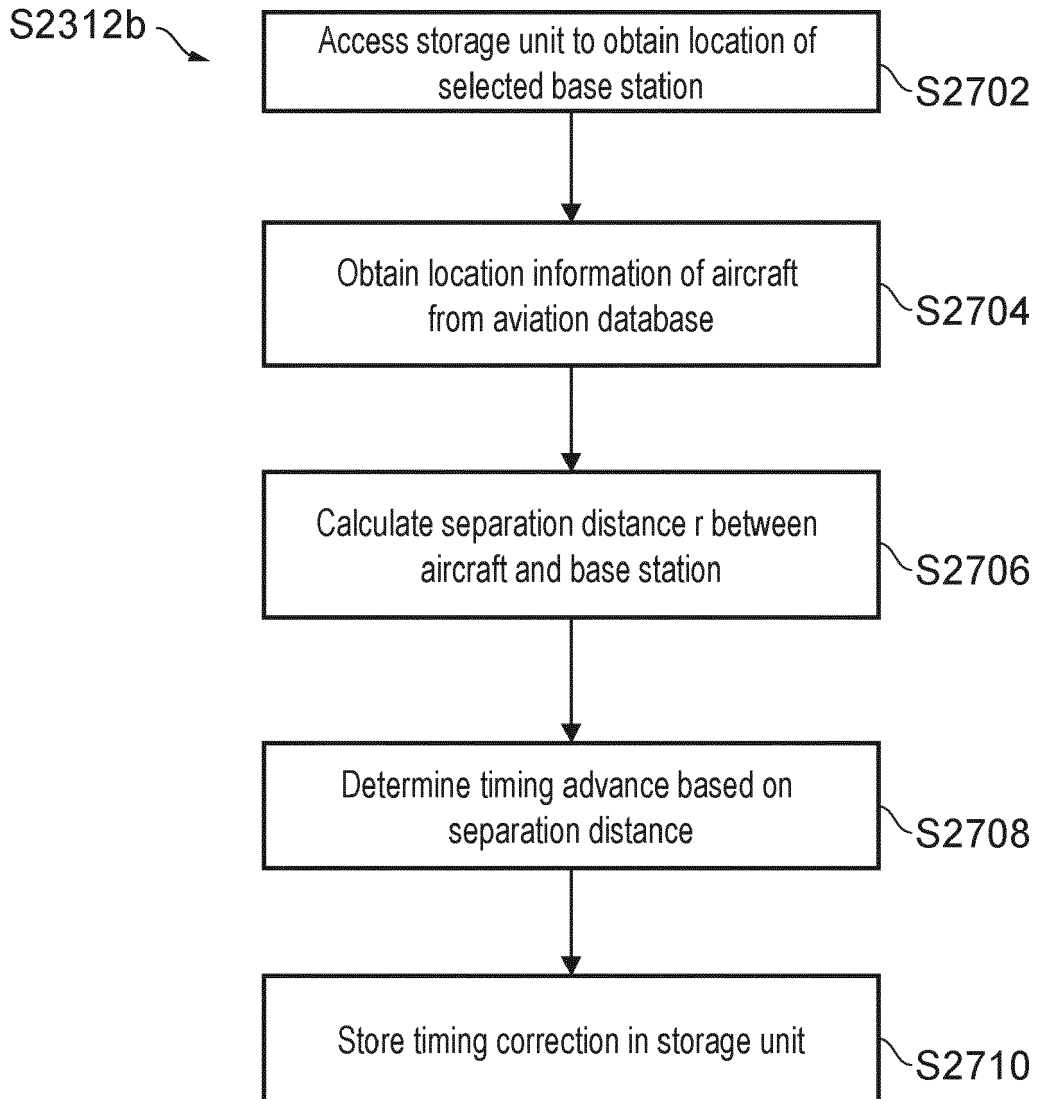 S2312b
Access storage unit to obtain location of
selected base station
S2702
Obtain location information of aircraft
from aviation database
S2704
Calculate separation distance r between
aircraft and base station
S2706
Determine timing advance based on
separation distance
S2708
Store timing correction in storage unit
S2710